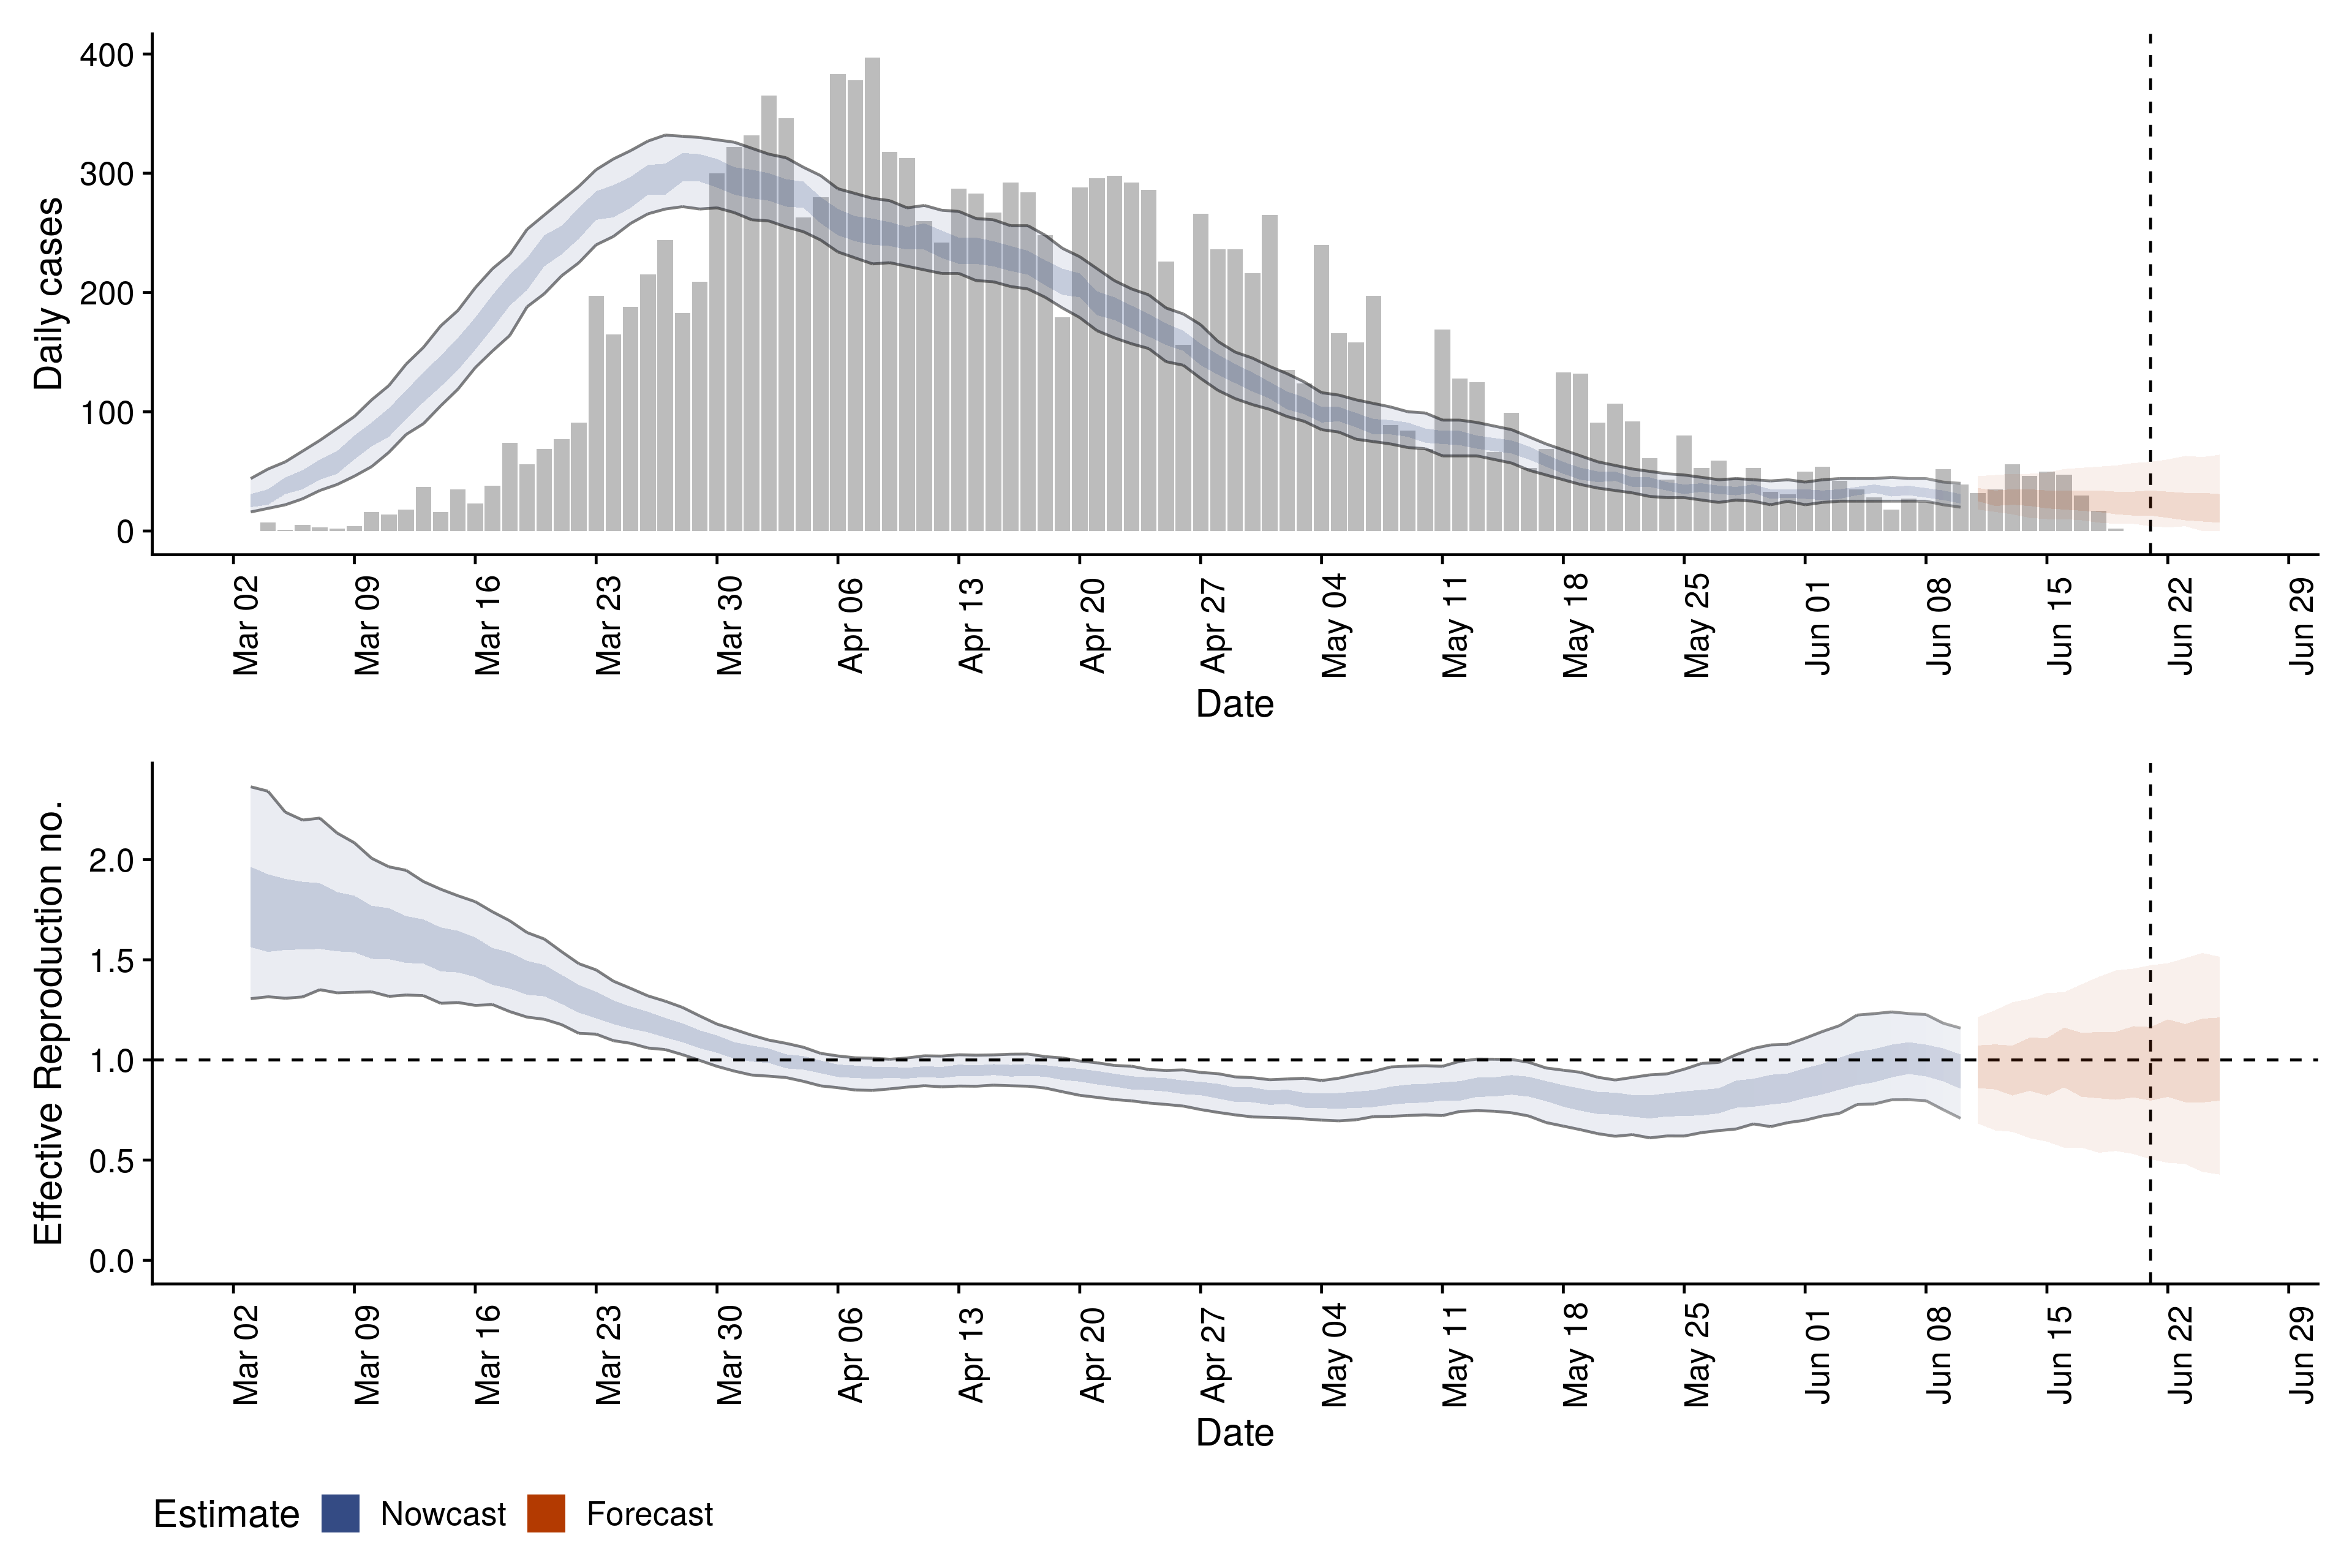 400
300
200
100
0
Daily cases
Mar 02
Mar 09
Mar 16
Mar 23
Mar 30
Apr 06
Apr 13
Apr 20
Apr 27
May 04
May 11
May 18
May 25
Jun 01
Jun 08
Jun 15
Jun 22
Jun 29
Date
2.0
1.5
1.0
0.5
0.0
Effective Reproduction no.
Mar 02
Mar 09
Mar 16
Mar 23
Mar 30
Apr 06
Apr 13
Apr 20
Apr 27
May 04
May 11
May 18
May 25
Jun 01
Jun 08
Jun 15
Jun 22
Jun 29
Date
Estimate Nowcast Forecast